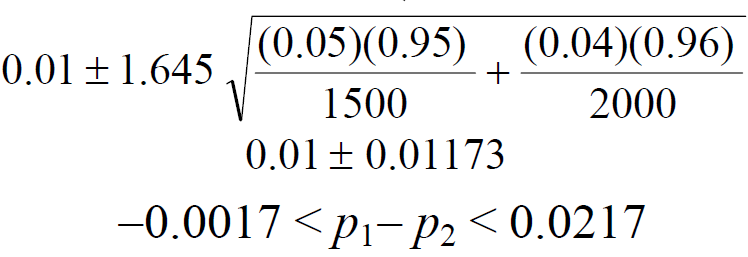 0.01 ± 1.645 √((0.05)(0.95)/1500 + (0.04)(0.96)/2000)
0.01 ± 0.01173
−0.0017 < p₁− p₂ < 0.0217